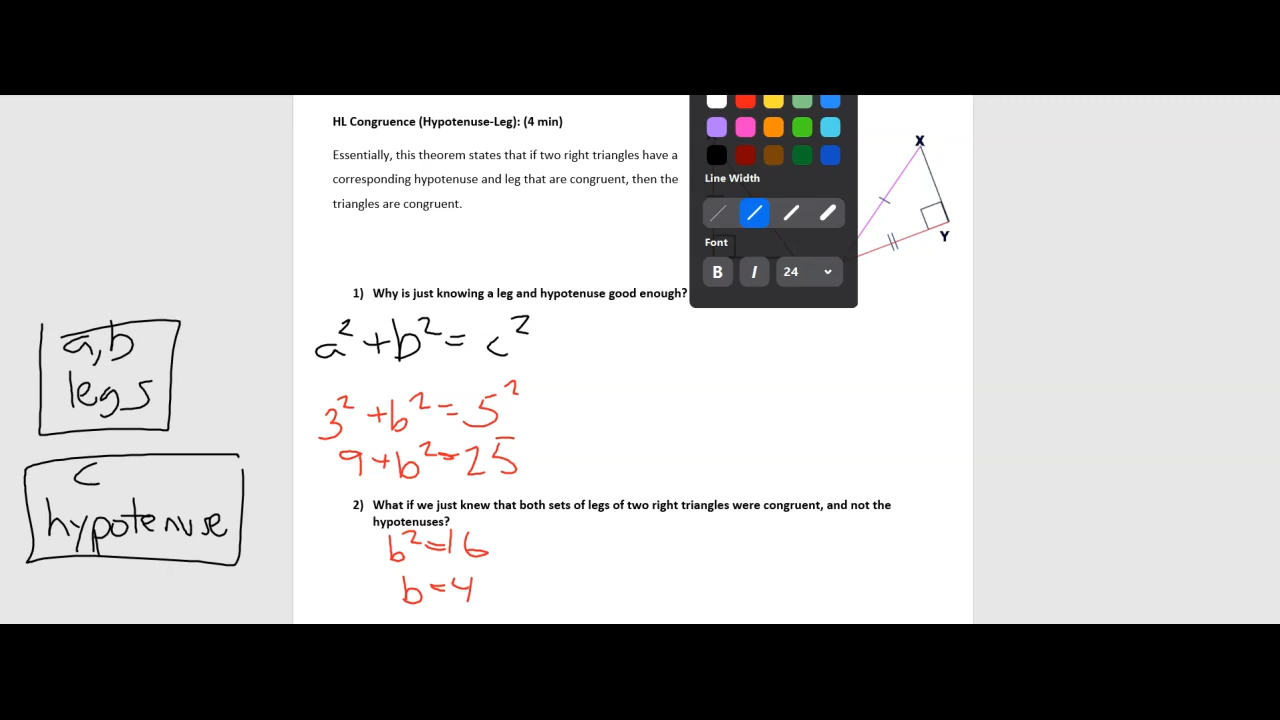 HL Congruence (Hypotenuse-Leg): (4 min)
Essentially, this theorem states that if two right triangles have a
corresponding hypotenuse and leg that are congruent, then the
triangles are congruent.
Line Width
Font
B I 24
X
Y
1) Why is just knowing a leg and hypotenuse good enough?
a² + b² = c²
3² + b² = 5²
9 + b² = 25
2) What if we just knew that both sets of legs of two right triangles were congruent, and not the
hypotenuses?
b² = 16
b = 4
a, b
legs
c
hypotenuse